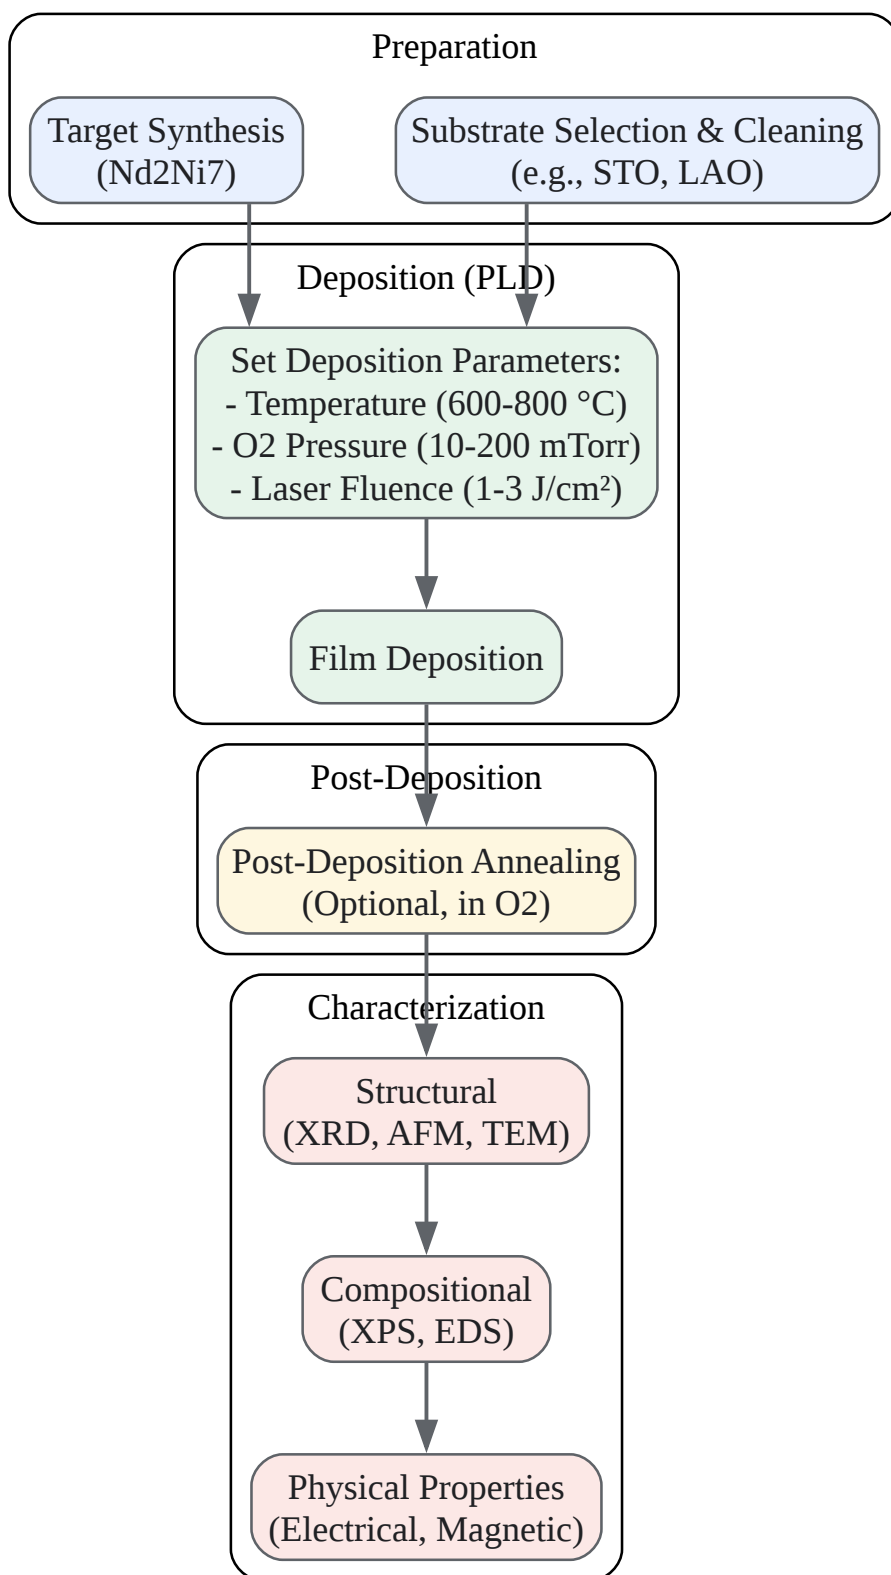 Preparation
Target Synthesis
(Nd2Ni7)
Substrate Selection & Cleaning
(e.g., STO, LAO)
Deposition (PLD)
Set Deposition Parameters:
- Temperature (600-800 °C)
- O2 Pressure (10-200 mTorr)
- Laser Fluence (1-3 J/cm²)
Film Deposition
Post-Deposition
Post-Deposition Annealing
(Optional, in O2)
Characterization
Structural
(XRD, AFM, TEM)
Compositional
(XPS, EDS)
Physical Properties
(Electrical, Magnetic)